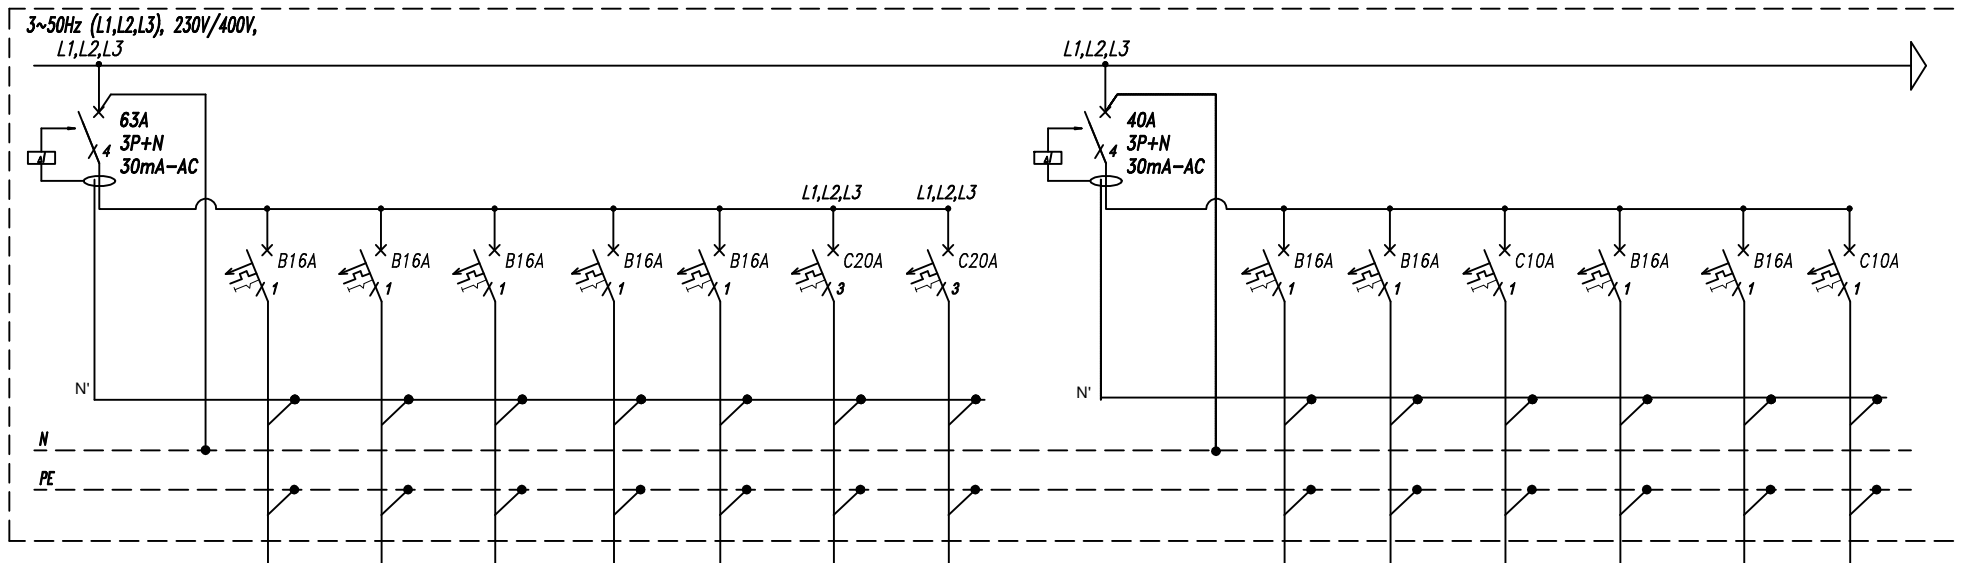 3~50Hz (L1,L2,L3), 230V/400V,
L1,L2,L3
L1,L2,L3
63A
3P+N
30mA-AC
4
40A
3P+N
30mA-AC
4
L1,L2,L3
L1,L2,L3
B16A
B16A
B16A
B16A
B16A
C20A
C20A
B16A
B16A
C10A
B16A
B16A
C10A
1
1
1
1
1
3
3
1
1
1
1
1
1
N'
N'
N
PE